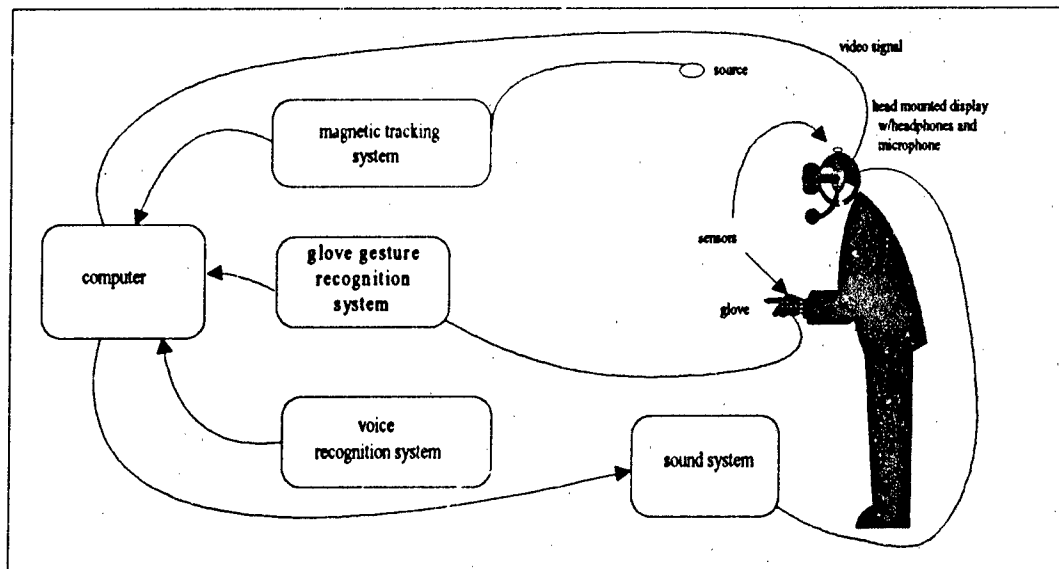 video signal
source
head mounted display
w/headphones and
microphone
magnetic tracking
system
sensors
computer
glove gesture
recognition
system
glove
voice
recognition system
sound system